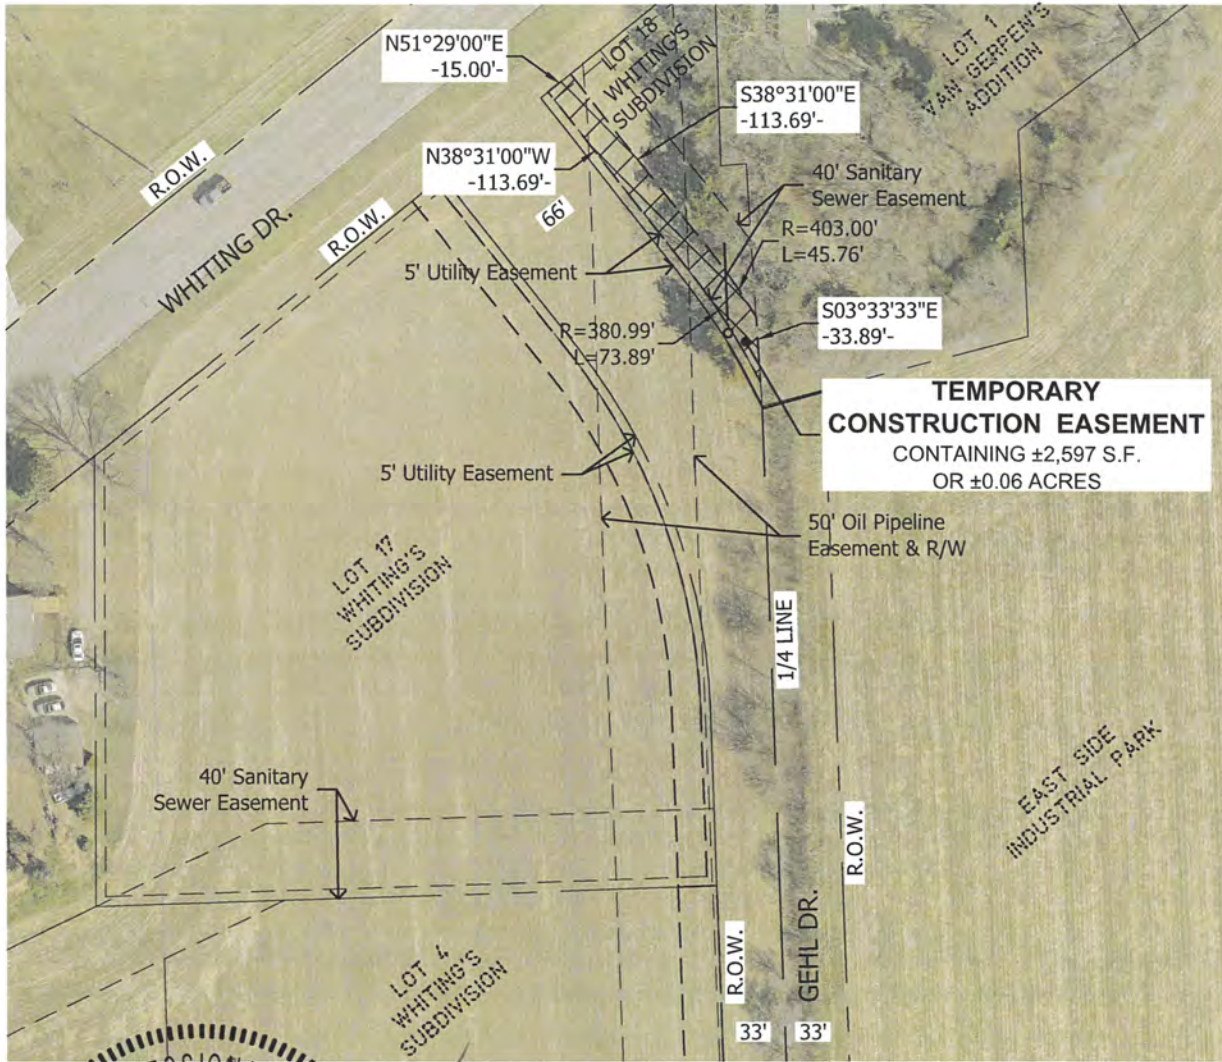 N51°29'00"E
-15.00'-
LOT 18
WHITING'S
SUBDIVISION
LOT 1
VAN GERPEN'S
ADDITION
S38°31'00"E
-113.69'-
R.O.W.
N38°31'00"W
-113.69'-
40' Sanitary
Sewer Easement
66'
R.O.W.
WHITING DR.
R=403.00'
L=45.76'
5' Utility Easement
S03°33'33"E
-33.89'-
R=380.99'
L=73.89'
TEMPORARY
CONSTRUCTION EASEMENT
CONTAINING ±2,597 S.F.
OR ±0.06 ACRES
5' Utility Easement
50' Oil Pipeline
Easement & R/W
LOT 17
WHITING'S
SUBDIVISION
1/4 LINE
40' Sanitary
Sewer Easement
EAST SIDE
INDUSTRIAL PARK
R.O.W.
LOT 4
WHITING'S
SUBDIVISION
R.O.W.
GEHL DR.
33'
33'